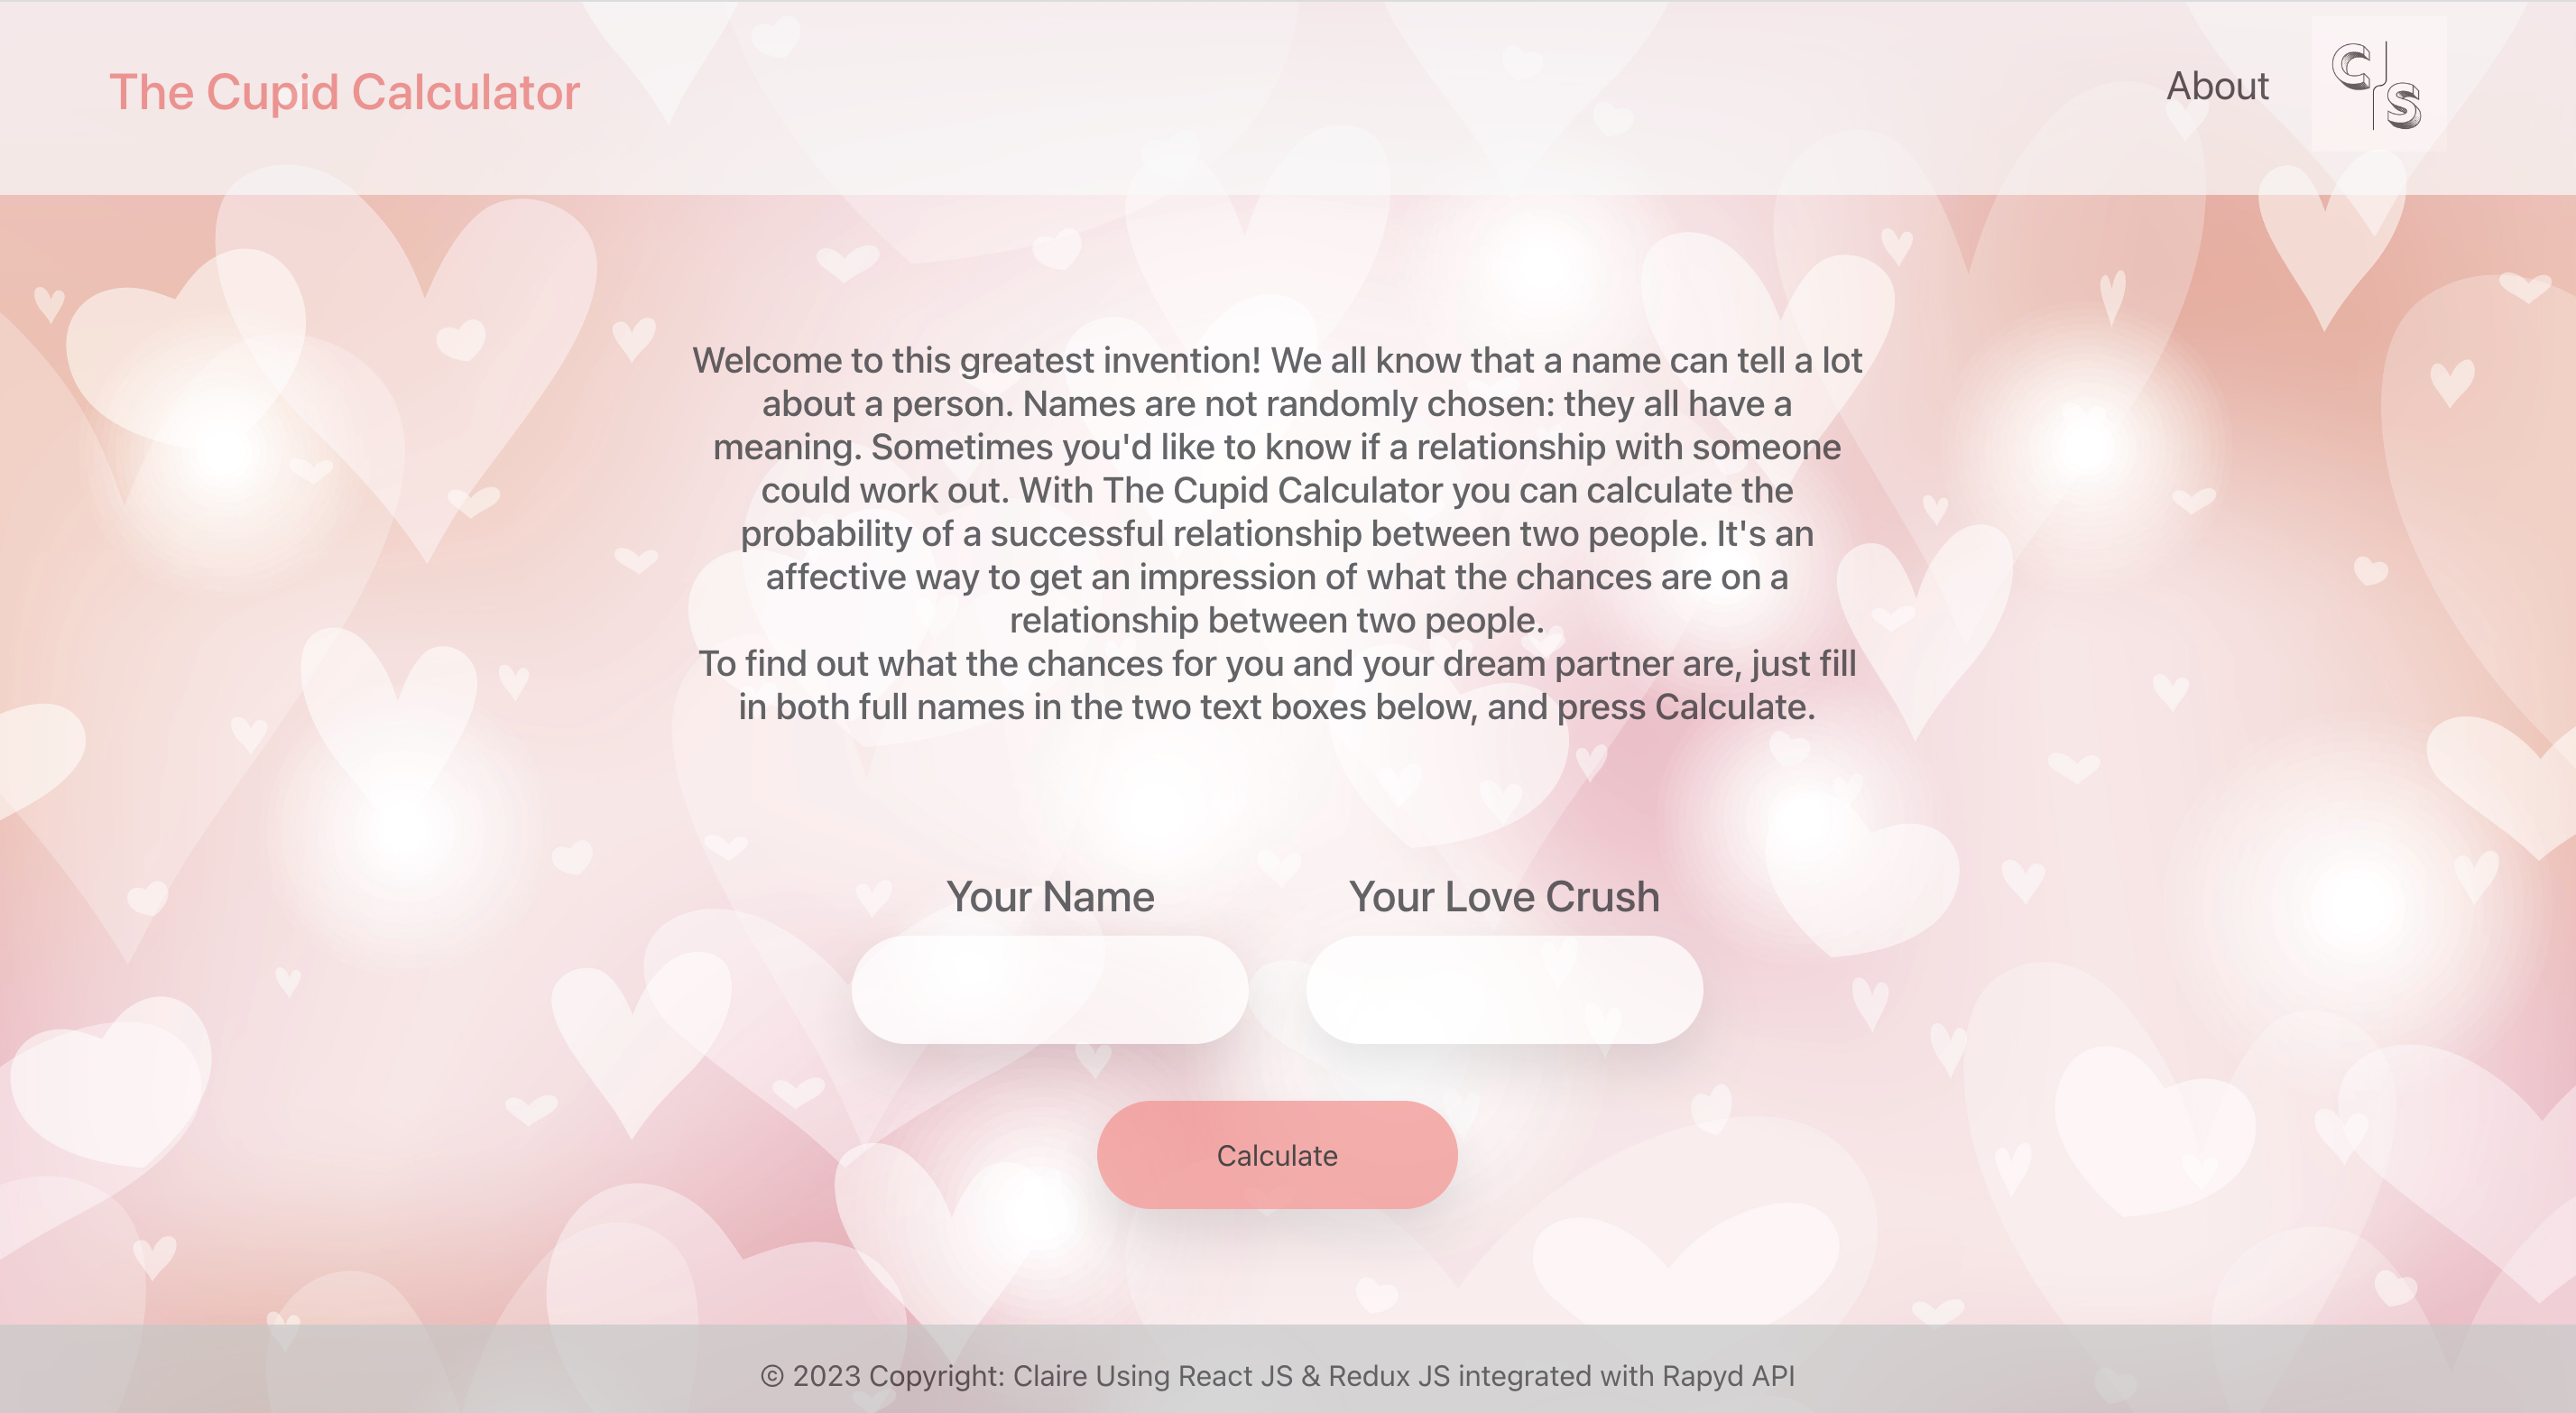 The Cupid Calculator
About
C S
Welcome to this greatest invention! We all know that a name can tell a lot
about a person. Names are not randomly chosen: they all have a
meaning. Sometimes you'd like to know if a relationship with someone
could work out. With The Cupid Calculator you can calculate the
probability of a successful relationship between two people. It's an
affective way to get an impression of what the chances are on a
relationship between two people.
To find out what the chances for you and your dream partner are, just fill
in both full names in the two text boxes below, and press Calculate.
Your Name
Your Love Crush
Calculate
© 2023 Copyright: Claire Using React JS & Redux JS integrated with Rapyd API